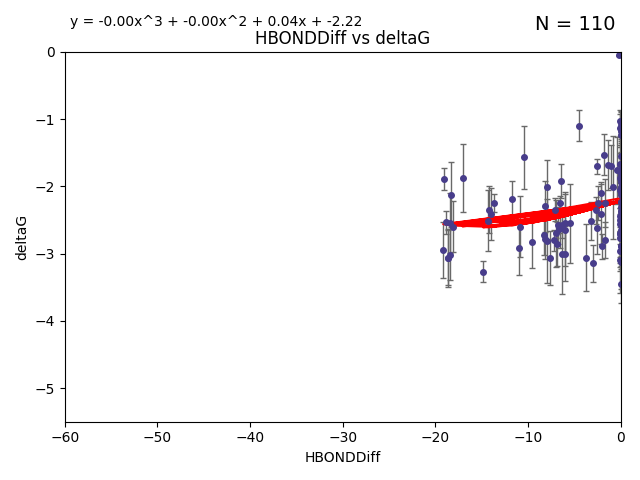 y = -0.00x^3 + -0.00x^2 + 0.04x + -2.22
N = 110
HBONDDiff vs deltaG
0
−1
−2
−3
−4
−5
deltaG
−60 −50 −40 −30 −20 −10 0
HBONDDiff